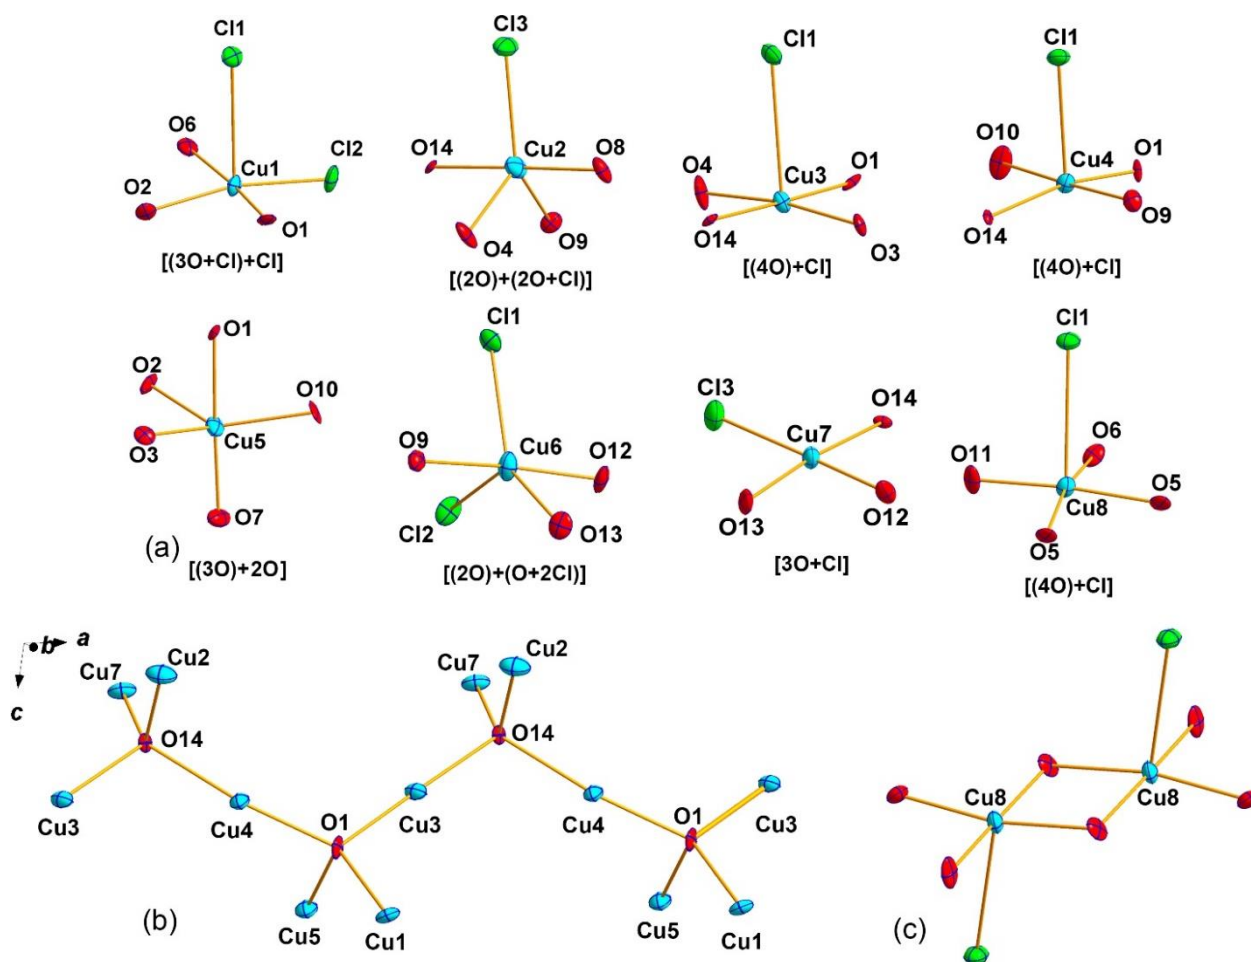 Cl1
O6
Cu1
Cl2
O2
O1
[(3O+Cl)+Cl]
Cl3
O14
Cu2
O8
O4
O9
[(2O)+(2O+Cl)]
Cl1
O4
O1
Cu3
O14
O3
[(4O)+Cl]
Cl1
O10
Cu4
O1
O14
O9
[(4O)+Cl]
O1
O2
O10
O3
Cu5
O7
(a)
[(3O)+2O]
Cl1
O9
Cu6
O12
Cl2
O13
[(2O)+(O+2Cl)]
Cl3
O14
Cu7
O13
O12
[3O+Cl]
Cl1
O6
O11
O5
Cu8
O5
[(4O)+Cl]
b
a
c
Cu7
Cu2
O14
Cu3
Cu4
O1
Cu5
Cu1
Cu3
Cu7
Cu2
O14
Cu4
O1
Cu3
Cu5
Cu1
(b)
Cu8
Cu8
(c)